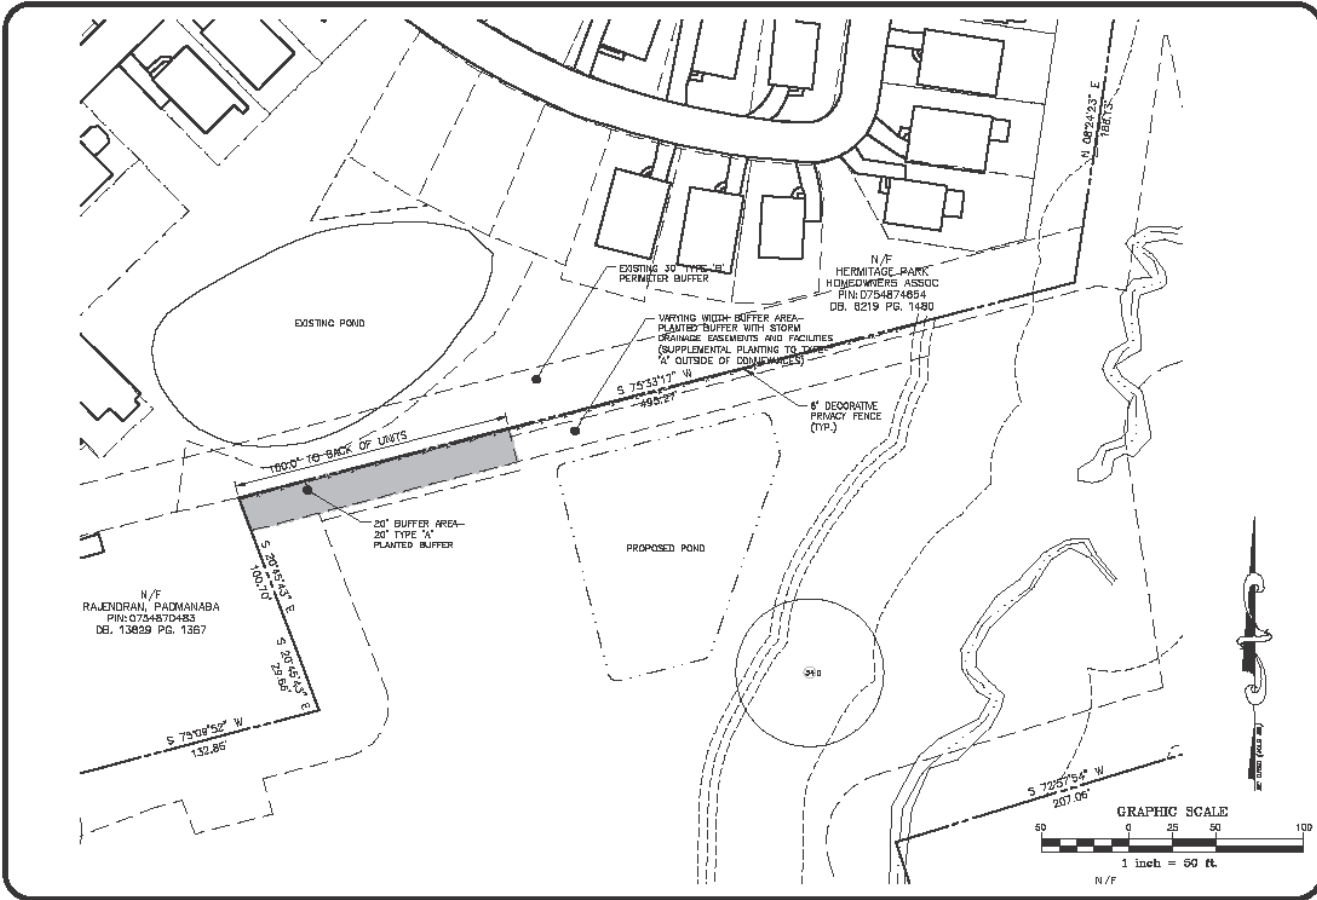 N 08°24'23" E
188.13'
EXISTING 30' TYPE "B"
PERIMETER BUFFER
N/F
HERMITAGE PARK
HOMEOWNERS ASSOC
PIN: 0754874654
DB. 8219 PG. 1480
EXISTING POND
VARYING WIDTH BUFFER AREA-
PLANTED BUFFER WITH STORM
DRAINAGE EASEMENTS AND FACILITIES
(SUPPLEMENTAL PLANTING TO TYPE
"A" OUTSIDE OF CONVEYANCES)
S 75°33'17" W
495.27'
6' DECORATIVE
PRIVACY FENCE
(TYP.)
160.0' TO BACK OF UNITS
20' BUFFER AREA-
20' TYPE "A"
PLANTED BUFFER
PROPOSED POND
S 20°45'43" E
100.70'
N/F
RAJENDRAN, PADMANABA
PIN: 0754870483
DB. 13829 PG. 1367
S 20°45'43" E
29.66'
S 75°09'52" W
132.86'
S 72°57'54" W
207.06'
GRAPHIC SCALE
50 0 25 50 100
1 inch = 50 ft.
N/F